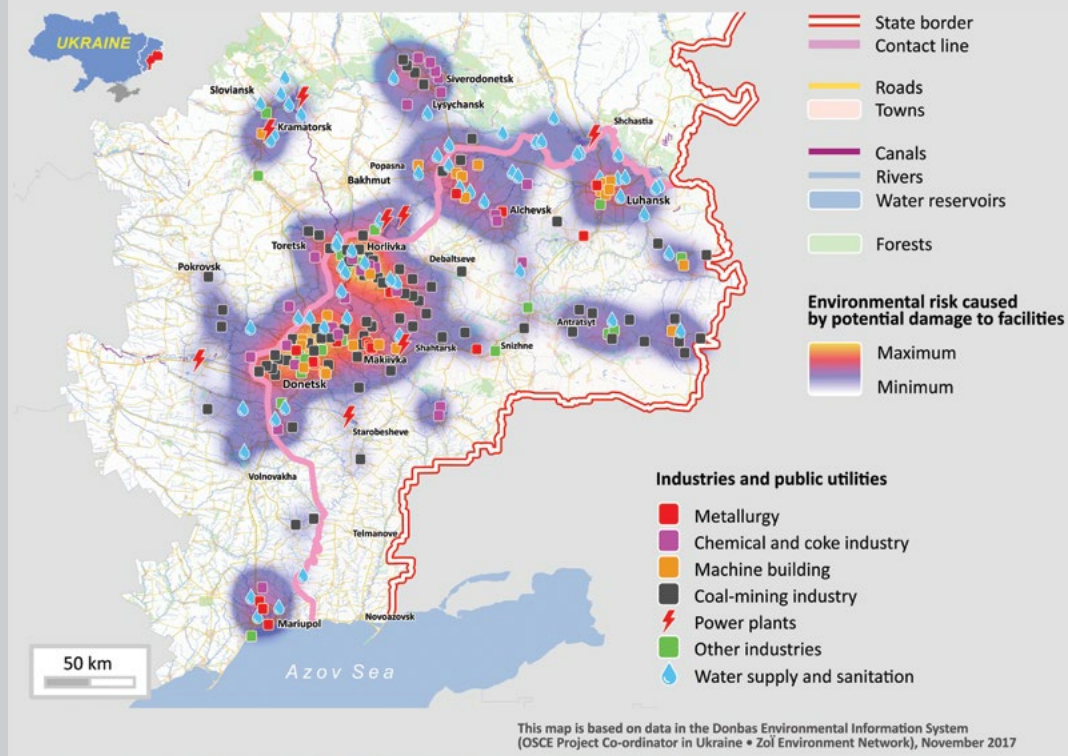 UKRAINE
State border
Contact line
Roads
Towns
Canals
Rivers
Water reservoirs
Forests
Environmental risk caused
by potential damage to facilities
Maximum
Minimum
Sloviansk
Kramatorsk
Siverodonetsk
Lysychansk
Shchastia
Popasna
Bakhmut
Luhansk
Alchevsk
Toretsk
Horlivka
Debaltseve
Pokrovsk
Antratsyt
Makiivka
Shahtarsk
Snizhne
Donetsk
Starobesheve
Volnovakha
Telmanove
Novoazovsk
Mariupol
Azov Sea
50 km
Industries and public utilities
Metallurgy
Chemical and coke industry
Machine building
Coal-mining industry
Power plants
Other industries
Water supply and sanitation
This map is based on data in the Donbas Environmental Information System
(OSCE Project Co-ordinator in Ukraine • Zoï Environment Network), November 2017